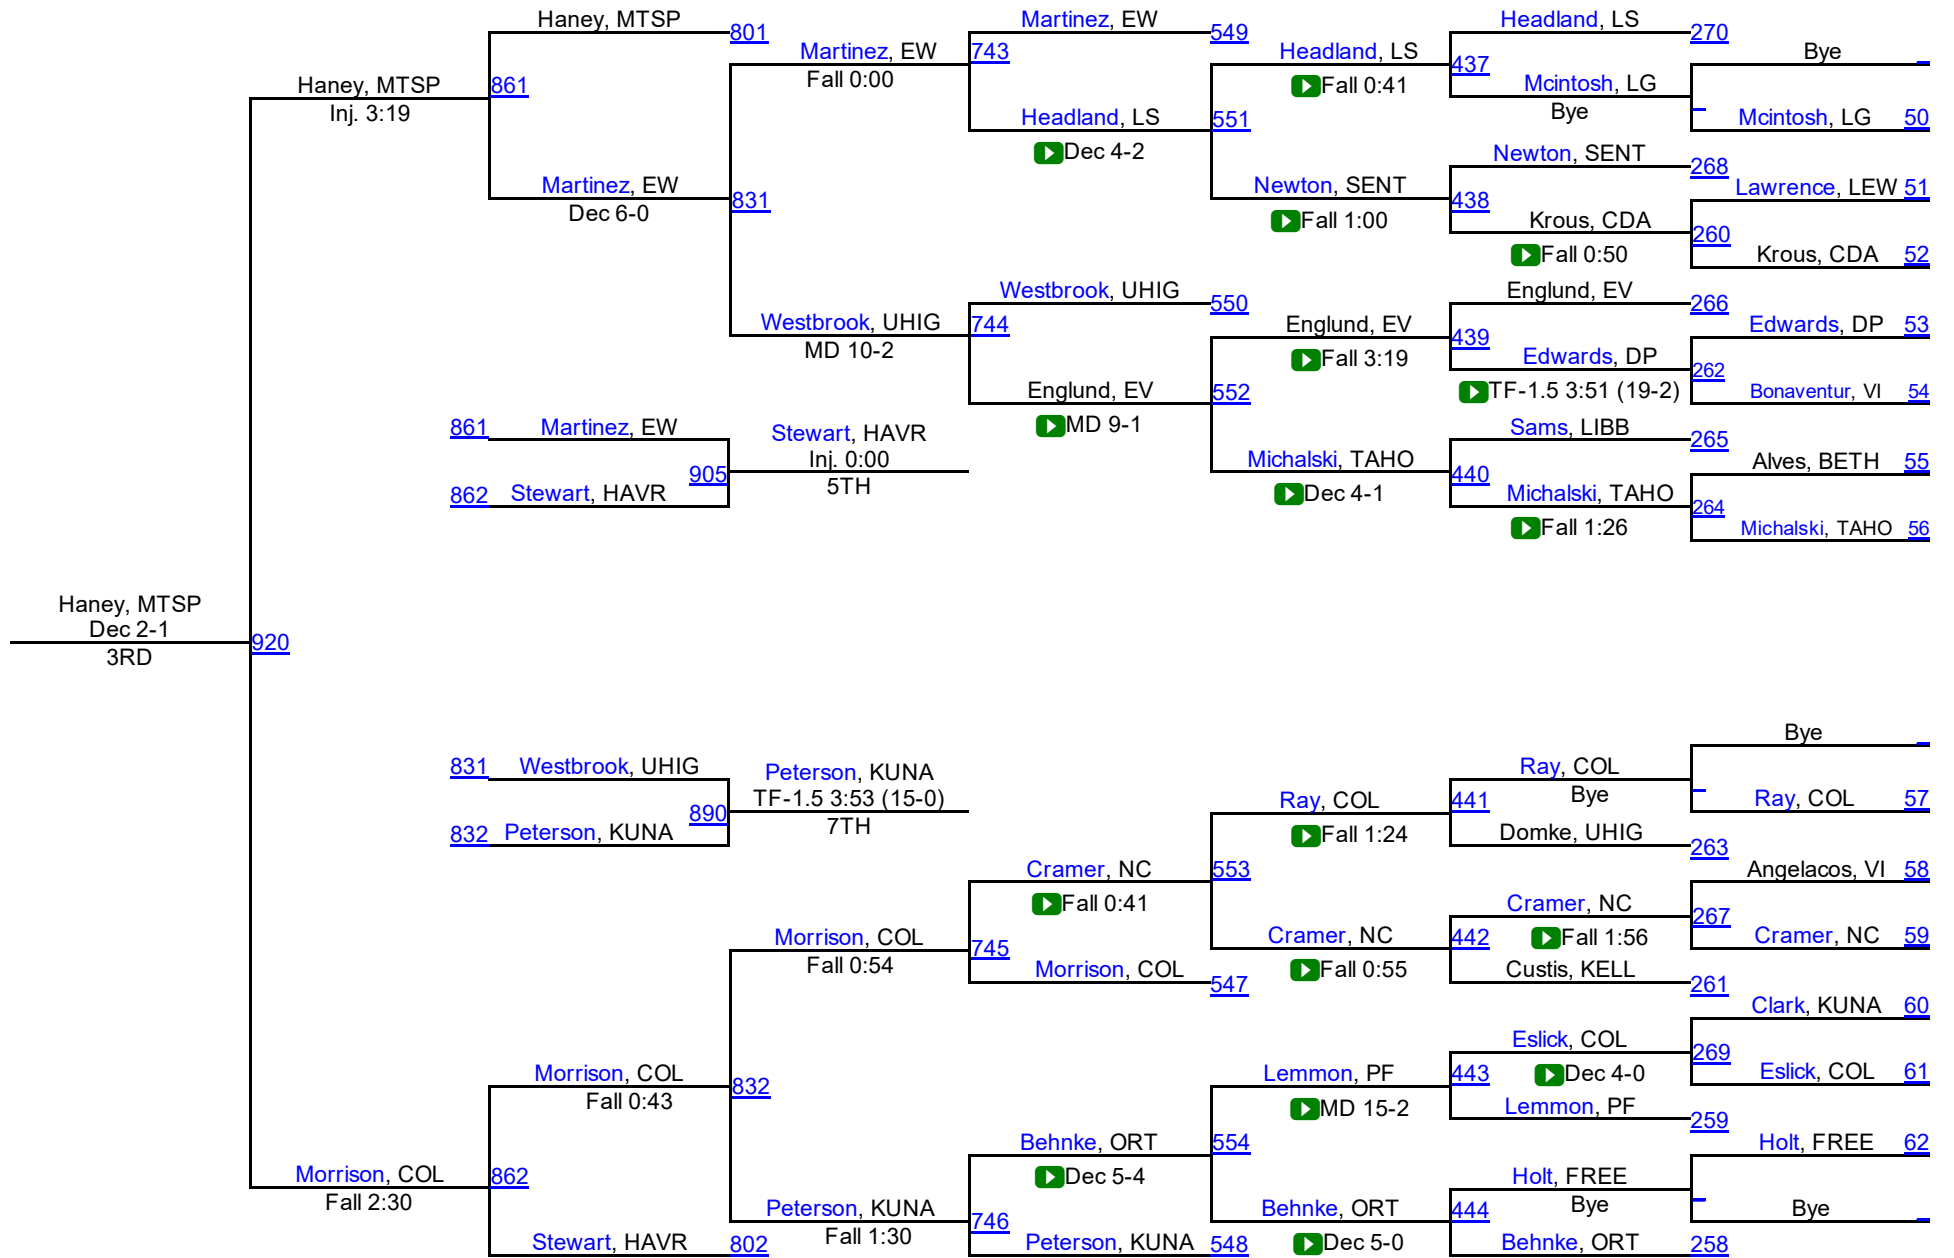 Haney, MTSP
801
Martinez, EW
549
Headland, LS
270
Martinez, EW
743
Fall 0:00
Headland, LS
437
Fall 0:41
Bye
Haney, MTSP
861
Inj. 3:19
Mcintosh, LG
Bye
Headland, LS
551
Dec 4-2
Mcintosh, LG 50
Newton, SENT
268
Martinez, EW
831
Dec 6-0
Newton, SENT
438
Fall 1:00
Lawrence, LEW 51
Krous, CDA
260
Fall 0:50
Krous, CDA 52
Westbrook, UHIG
550
Englund, EV
266
Westbrook, UHIG
744
MD 10-2
Englund, EV
439
Fall 3:19
Edwards, DP 53
Edwards, DP
262
TF-1.5 3:51 (19-2)
Englund, EV
552
MD 9-1
Bonaventur, VI 54
861 Martinez, EW
Stewart, HAVR
Inj. 0:00
905
5TH
862 Stewart, HAVR
Sams, LIBB
265
Michalski, TAHO
440
Dec 4-1
Alves, BETH 55
Michalski, TAHO
264
Fall 1:26
Michalski, TAHO 56
Haney, MTSP
Dec 2-1
920
3RD
Bye
831 Westbrook, UHIG
Peterson, KUNA
TF-1.5 3:53 (15-0)
890
7TH
832 Peterson, KUNA
Ray, COL
Bye
Ray, COL
441
Fall 1:24
Ray, COL 57
Domke, UHIG
263
Cramer, NC
553
Fall 0:41
Angelacos, VI 58
Cramer, NC
267
Fall 1:56
Morrison, COL
745
Fall 0:54
Cramer, NC
442
Fall 0:55
Cramer, NC 59
Morrison, COL
547
Custis, KELL
261
Clark, KUNA 60
Eslick, COL
269
Dec 4-0
Morrison, COL
832
Fall 0:43
Lemmon, PF
443
MD 15-2
Eslick, COL 61
Lemmon, PF
259
Behnke, ORT
554
Dec 5-4
Holt, FREE 62
Morrison, COL
862
Fall 2:30
Holt, FREE
Bye
Peterson, KUNA
746
Fall 1:30
Behnke, ORT
444
Dec 5-0
Bye
Stewart, HAVR 802
Peterson, KUNA 548
Behnke, ORT 258